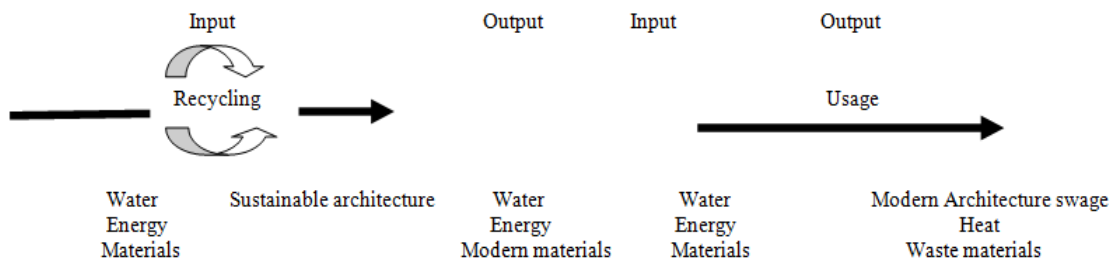 Input Output Input Output
Recycling Usage
Water Sustainable architecture Water Water Modern Architecture swage
Energy Energy Energy Heat
Materials Modern materials Materials Waste materials